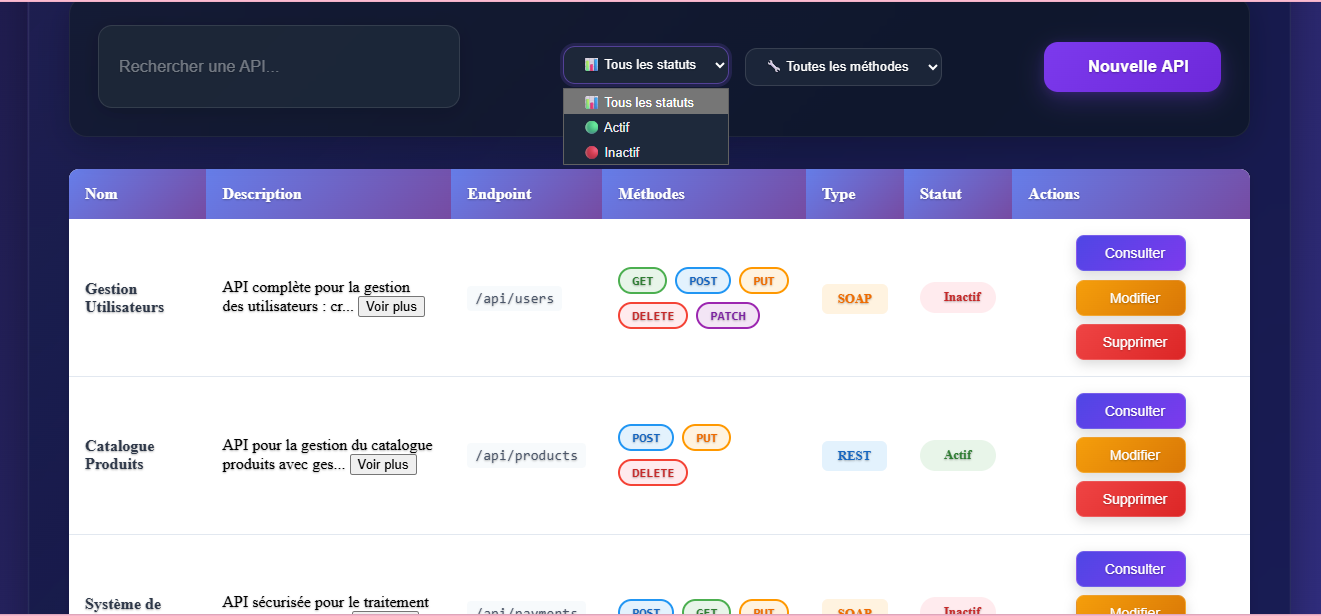 Rechercher une API...
Tous les statuts
Toutes les méthodes
Nouvelle API
Tous les statuts
Actif
Inactif
Nom Description Endpoint Méthodes Type Statut Actions
Gestion
Utilisateurs
API complète pour la gestion
des utilisateurs : cr... Voir plus
/api/users
GET POST PUT
DELETE PATCH
SOAP
Inactif
Consulter
Modifier
Supprimer
Catalogue
Produits
API pour la gestion du catalogue
produits avec ges... Voir plus
/api/products
POST PUT
DELETE
REST
Actif
Consulter
Modifier
Supprimer
Système de
API sécurisée pour le traitement
/api/payments
POST GET PUT
SOAP
Inactif
Consulter
Modifier